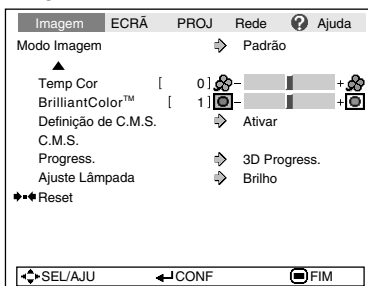 Imagem ECRÃ PROJ Rede ? Ajuda
Modo Imagem Padrão
Temp Cor [ 0 ] - +
BrilliantColor™ [ 1 ] - +
Definição de C.M.S. Ativar
C.M.S.
Progress. 3D Progress.
Ajuste Lâmpada Brilho
Reset
SEL/AJU CONF FIM